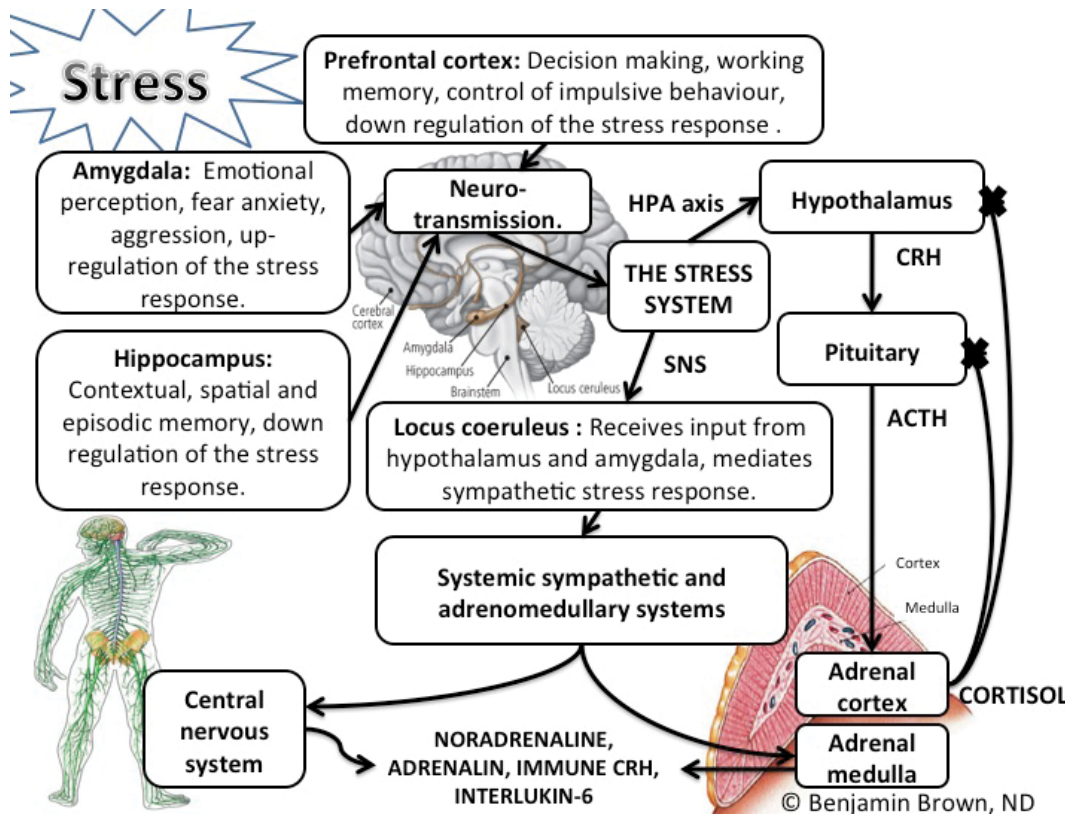 Stress
Prefrontal cortex: Decision making, working
memory, control of impulsive behaviour,
down regulation of the stress response .
Amygdala:  Emotional
perception, fear anxiety,
aggression, up-
regulation of the stress
response.
Neuro-
transmission.
HPA axis
Hypothalamus
THE STRESS
SYSTEM
CRH
Cerebral
cortex
Amygdala
Hippocampus
Brainstem
Locus ceruleus
SNS
Pituitary
Hippocampus:
Contextual, spatial and
episodic memory, down
regulation of the stress
response.
Locus coeruleus : Receives input from
hypothalamus and amygdala, mediates
sympathetic stress response.
ACTH
Systemic sympathetic and
adrenomedullary systems
Cortex
Medulla
Adrenal
cortex
CORTISOL
Central
nervous
system
NORADRENALINE,
ADRENALIN, IMMUNE CRH,
INTERLUKIN-6
Adrenal
medulla
© Benjamin Brown, ND